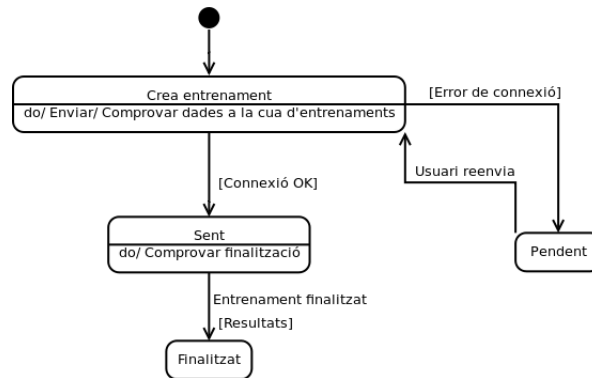 Crea entrenament
do/ Enviar/ Comprovar dades a la cua d'entrenaments
[Error de connexió]
Usuari reenvia
[Connexió OK]
Sent
do/ Comprovar finalització
Pendent
Entrenament finalitzat
[Resultats]
Finalitzat